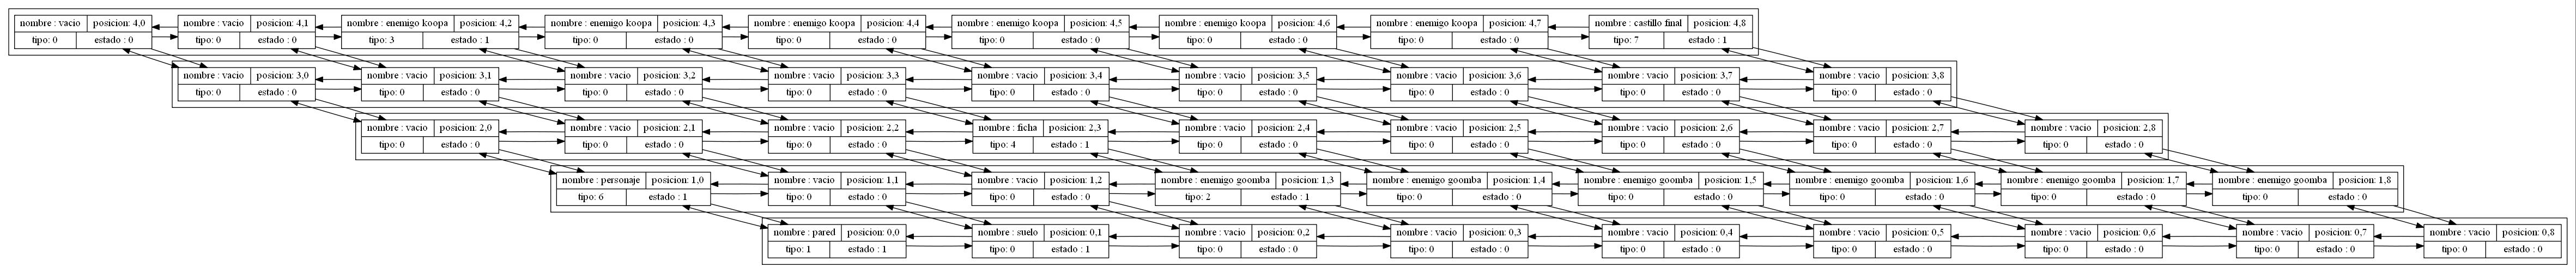 nombre : vacio posicion: 4,0 nombre : vacio posicion: 4,1 nombre : enemigo koopa posicion: 4,2 nombre : enemigo koopa posicion: 4,3 nombre : enemigo koopa posicion: 4,4 nombre : enemigo koopa posicion: 4,5 nombre : enemigo koopa posicion: 4,6 nombre : enemigo koopa posicion: 4,7 nombre : castillo final posicion: 4,8
tipo: 0 estado : 0 tipo: 0 estado : 0 tipo: 3 estado : 1 tipo: 0 estado : 0 tipo: 0 estado : 0 tipo: 0 estado : 0 tipo: 0 estado : 0 tipo: 0 estado : 0 tipo: 7 estado : 1
nombre : vacio posicion: 3,0 nombre : vacio posicion: 3,1 nombre : vacio posicion: 3,2 nombre : vacio posicion: 3,3 nombre : vacio posicion: 3,4 nombre : vacio posicion: 3,5 nombre : vacio posicion: 3,6 nombre : vacio posicion: 3,7 nombre : vacio posicion: 3,8
tipo: 0 estado : 0 tipo: 0 estado : 0 tipo: 0 estado : 0 tipo: 0 estado : 0 tipo: 0 estado : 0 tipo: 0 estado : 0 tipo: 0 estado : 0 tipo: 0 estado : 0 tipo: 0 estado : 0
nombre : vacio posicion: 2,0 nombre : vacio posicion: 2,1 nombre : vacio posicion: 2,2 nombre : ficha posicion: 2,3 nombre : vacio posicion: 2,4 nombre : vacio posicion: 2,5 nombre : vacio posicion: 2,6 nombre : vacio posicion: 2,7 nombre : vacio posicion: 2,8
tipo: 0 estado : 0 tipo: 0 estado : 0 tipo: 0 estado : 0 tipo: 4 estado : 1 tipo: 0 estado : 0 tipo: 0 estado : 0 tipo: 0 estado : 0 tipo: 0 estado : 0 tipo: 0 estado : 0
nombre : personaje posicion: 1,0 nombre : vacio posicion: 1,1 nombre : vacio posicion: 1,2 nombre : enemigo goomba posicion: 1,3 nombre : enemigo goomba posicion: 1,4 nombre : enemigo goomba posicion: 1,5 nombre : enemigo goomba posicion: 1,6 nombre : enemigo goomba posicion: 1,7 nombre : enemigo goomba posicion: 1,8
tipo: 6 estado : 1 tipo: 0 estado : 0 tipo: 0 estado : 0 tipo: 2 estado : 1 tipo: 0 estado : 0 tipo: 0 estado : 0 tipo: 0 estado : 0 tipo: 0 estado : 0 tipo: 0 estado : 0
nombre : pared posicion: 0,0 nombre : suelo posicion: 0,1 nombre : vacio posicion: 0,2 nombre : vacio posicion: 0,3 nombre : vacio posicion: 0,4 nombre : vacio posicion: 0,5 nombre : vacio posicion: 0,6 nombre : vacio posicion: 0,7 nombre : vacio posicion: 0,8
tipo: 1 estado : 1 tipo: 0 estado : 1 tipo: 0 estado : 0 tipo: 0 estado : 0 tipo: 0 estado : 0 tipo: 0 estado : 0 tipo: 0 estado : 0 tipo: 0 estado : 0 tipo: 0 estado : 0